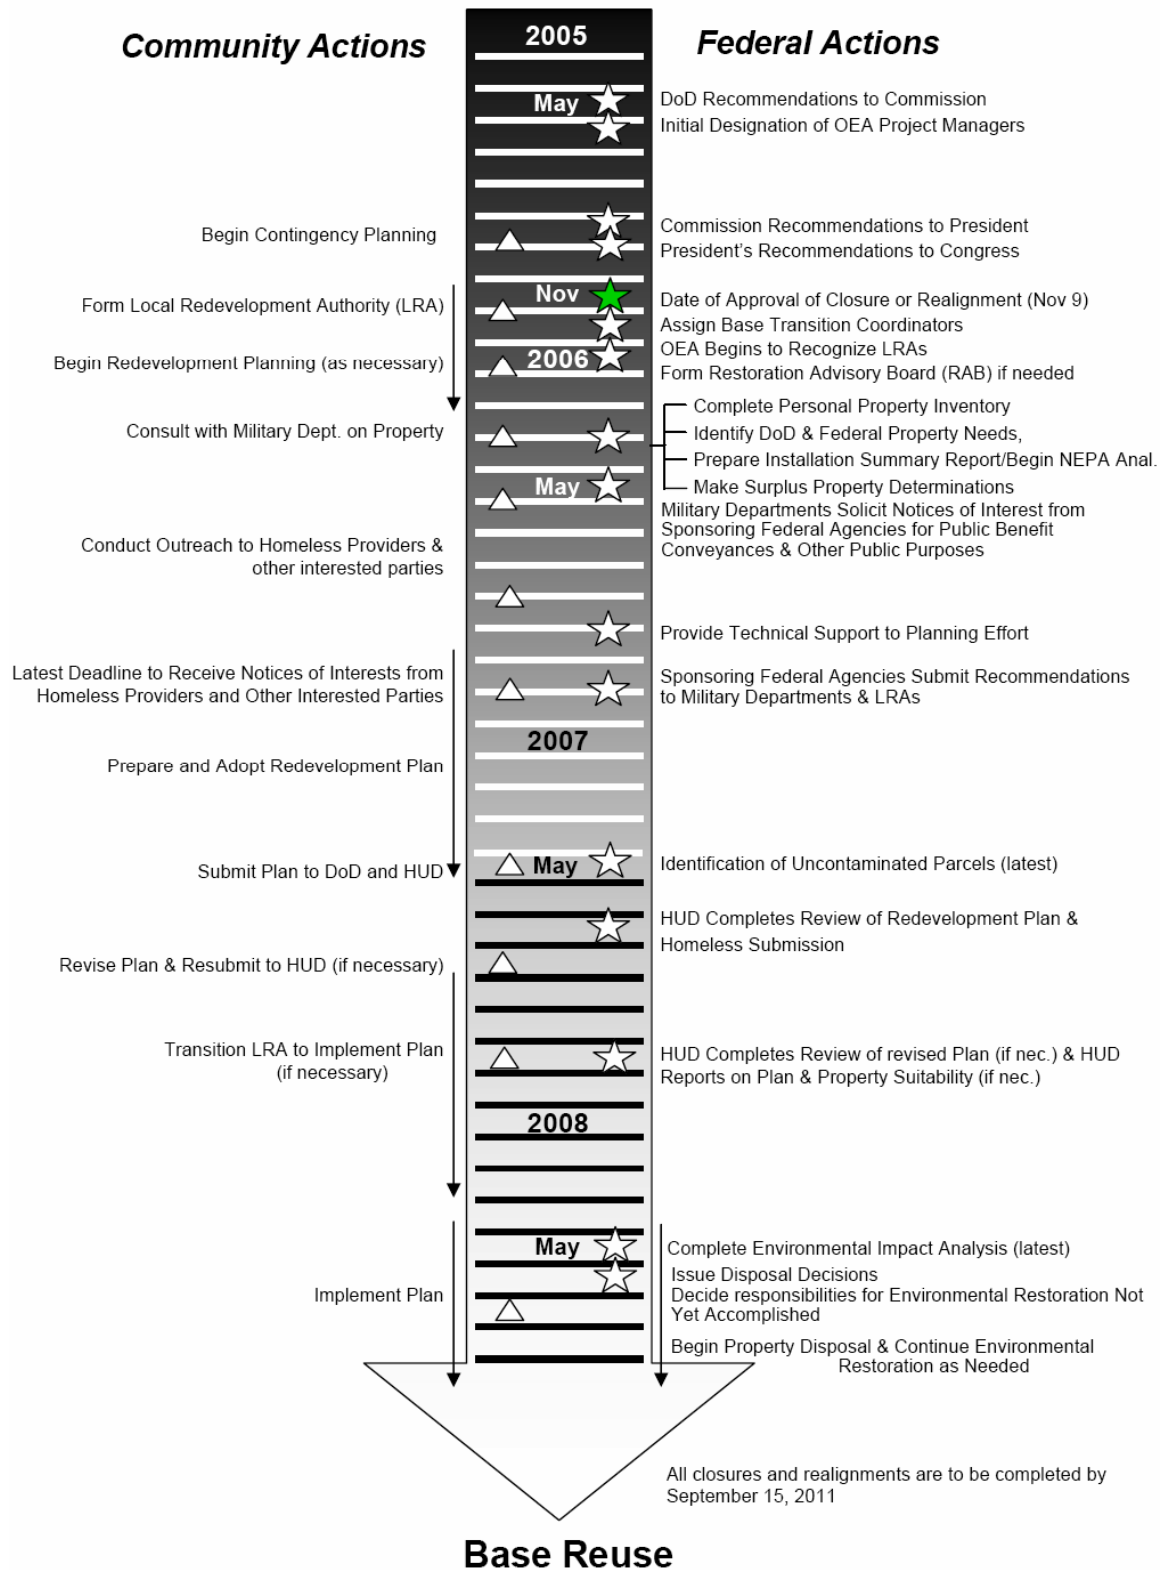 Community Actions
2005
Federal Actions
May
DoD Recommendations to Commission
Initial Designation of OEA Project Managers
Begin Contingency Planning
Commission Recommendations to President
President's Recommendations to Congress
Form Local Redevelopment Authority (LRA)
Nov
Date of Approval of Closure or Realignment (Nov 9)
Assign Base Transition Coordinators
Begin Redevelopment Planning (as necessary)
2006
OEA Begins to Recognize LRAs
Form Restoration Advisory Board (RAB) if needed
Consult with Military Dept. on Property
Complete Personal Property Inventory
Identify DoD & Federal Property Needs,
Prepare Installation Summary Report/Begin NEPA Anal.
Make Surplus Property Determinations
May
Military Departments Solicit Notices of Interest from
Sponsoring Federal Agencies for Public Benefit
Conveyances & Other Public Purposes
Conduct Outreach to Homeless Providers &
other interested parties
Provide Technical Support to Planning Effort
Latest Deadline to Receive Notices of Interests from
Homeless Providers and Other Interested Parties
Sponsoring Federal Agencies Submit Recommendations
to Military Departments & LRAs
2007
Prepare and Adopt Redevelopment Plan
Submit Plan to DoD and HUD
May
Identification of Uncontaminated Parcels (latest)
HUD Completes Review of Redevelopment Plan &
Homeless Submission
Revise Plan & Resubmit to HUD (if necessary)
Transition LRA to Implement Plan
(if necessary)
HUD Completes Review of revised Plan (if nec.) & HUD
Reports on Plan & Property Suitability (if nec.)
2008
May
Complete Environmental Impact Analysis (latest)
Issue Disposal Decisions
Implement Plan
Decide responsibilities for Environmental Restoration Not
Yet Accomplished
Begin Property Disposal & Continue Environmental
Restoration as Needed
All closures and realignments are to be completed by
September 15, 2011
Base Reuse